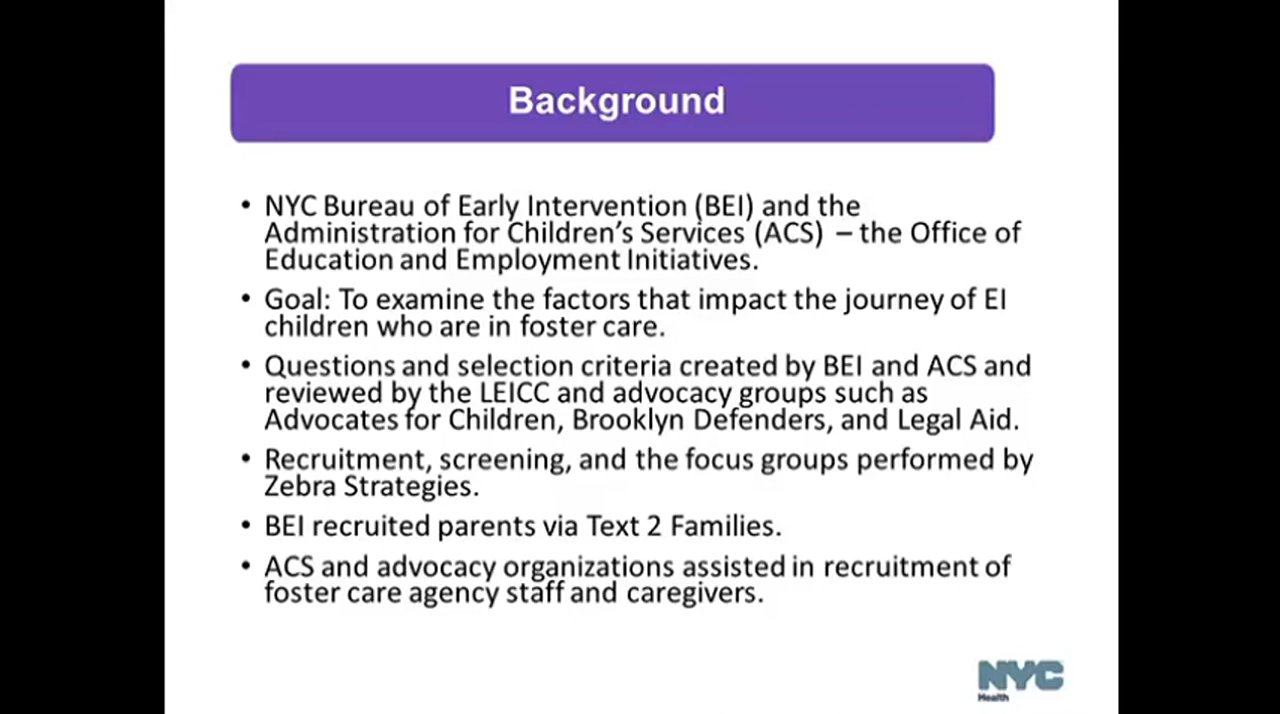 Background
• NYC Bureau of Early Intervention (BEI) and the
Administration for Children's Services (ACS) – the Office of
Education and Employment Initiatives.
• Goal: To examine the factors that impact the journey of EI
children who are in foster care.
• Questions and selection criteria created by BEI and ACS and
reviewed by the LEICC and advocacy groups such as
Advocates for Children, Brooklyn Defenders, and Legal Aid.
• Recruitment, screening, and the focus groups performed by
Zebra Strategies.
• BEI recruited parents via Text 2 Families.
• ACS and advocacy organizations assisted in recruitment of
foster care agency staff and caregivers.
NYC
Health